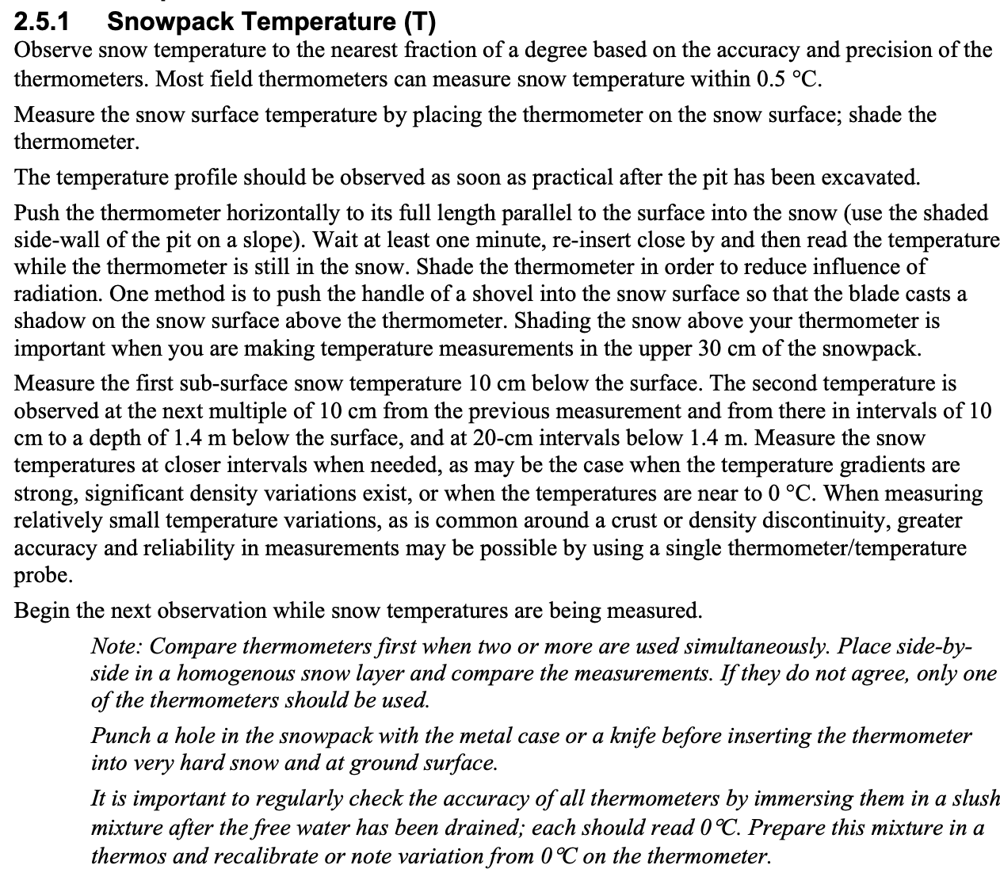 2.5.1 Snowpack Temperature (T)
Observe snow temperature to the nearest fraction of a degree based on the accuracy and precision of the
thermometers. Most field thermometers can measure snow temperature within 0.5 °C.
Measure the snow surface temperature by placing the thermometer on the snow surface; shade the
thermometer.
The temperature profile should be observed as soon as practical after the pit has been excavated.
Push the thermometer horizontally to its full length parallel to the surface into the snow (use the shaded
side-wall of the pit on a slope). Wait at least one minute, re-insert close by and then read the temperature
while the thermometer is still in the snow. Shade the thermometer in order to reduce influence of
radiation. One method is to push the handle of a shovel into the snow surface so that the blade casts a
shadow on the snow surface above the thermometer. Shading the snow above your thermometer is
important when you are making temperature measurements in the upper 30 cm of the snowpack.
Measure the first sub-surface snow temperature 10 cm below the surface. The second temperature is
observed at the next multiple of 10 cm from the previous measurement and from there in intervals of 10
cm to a depth of 1.4 m below the surface, and at 20-cm intervals below 1.4 m. Measure the snow
temperatures at closer intervals when needed, as may be the case when the temperature gradients are
strong, significant density variations exist, or when the temperatures are near to 0 °C. When measuring
relatively small temperature variations, as is common around a crust or density discontinuity, greater
accuracy and reliability in measurements may be possible by using a single thermometer/temperature
probe.
Begin the next observation while snow temperatures are being measured.
Note: Compare thermometers first when two or more are used simultaneously. Place side-by-
side in a homogenous snow layer and compare the measurements. If they do not agree, only one
of the thermometers should be used.
Punch a hole in the snowpack with the metal case or a knife before inserting the thermometer
into very hard snow and at ground surface.
It is important to regularly check the accuracy of all thermometers by immersing them in a slush
mixture after the free water has been drained; each should read 0 °C. Prepare this mixture in a
thermos and recalibrate or note variation from 0 °C on the thermometer.